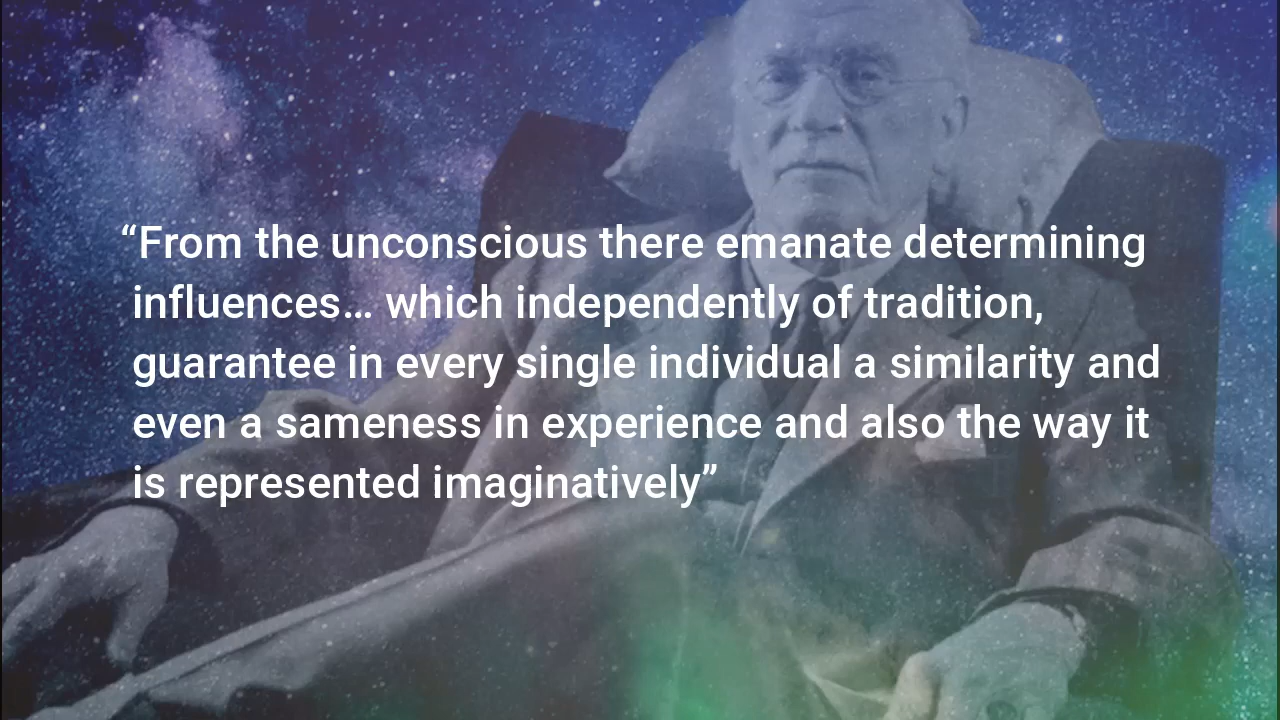 “From the unconscious there emanate determining
influences… which independently of tradition,
guarantee in every single individual a similarity and
even a sameness in experience and also the way it
is represented imaginatively”